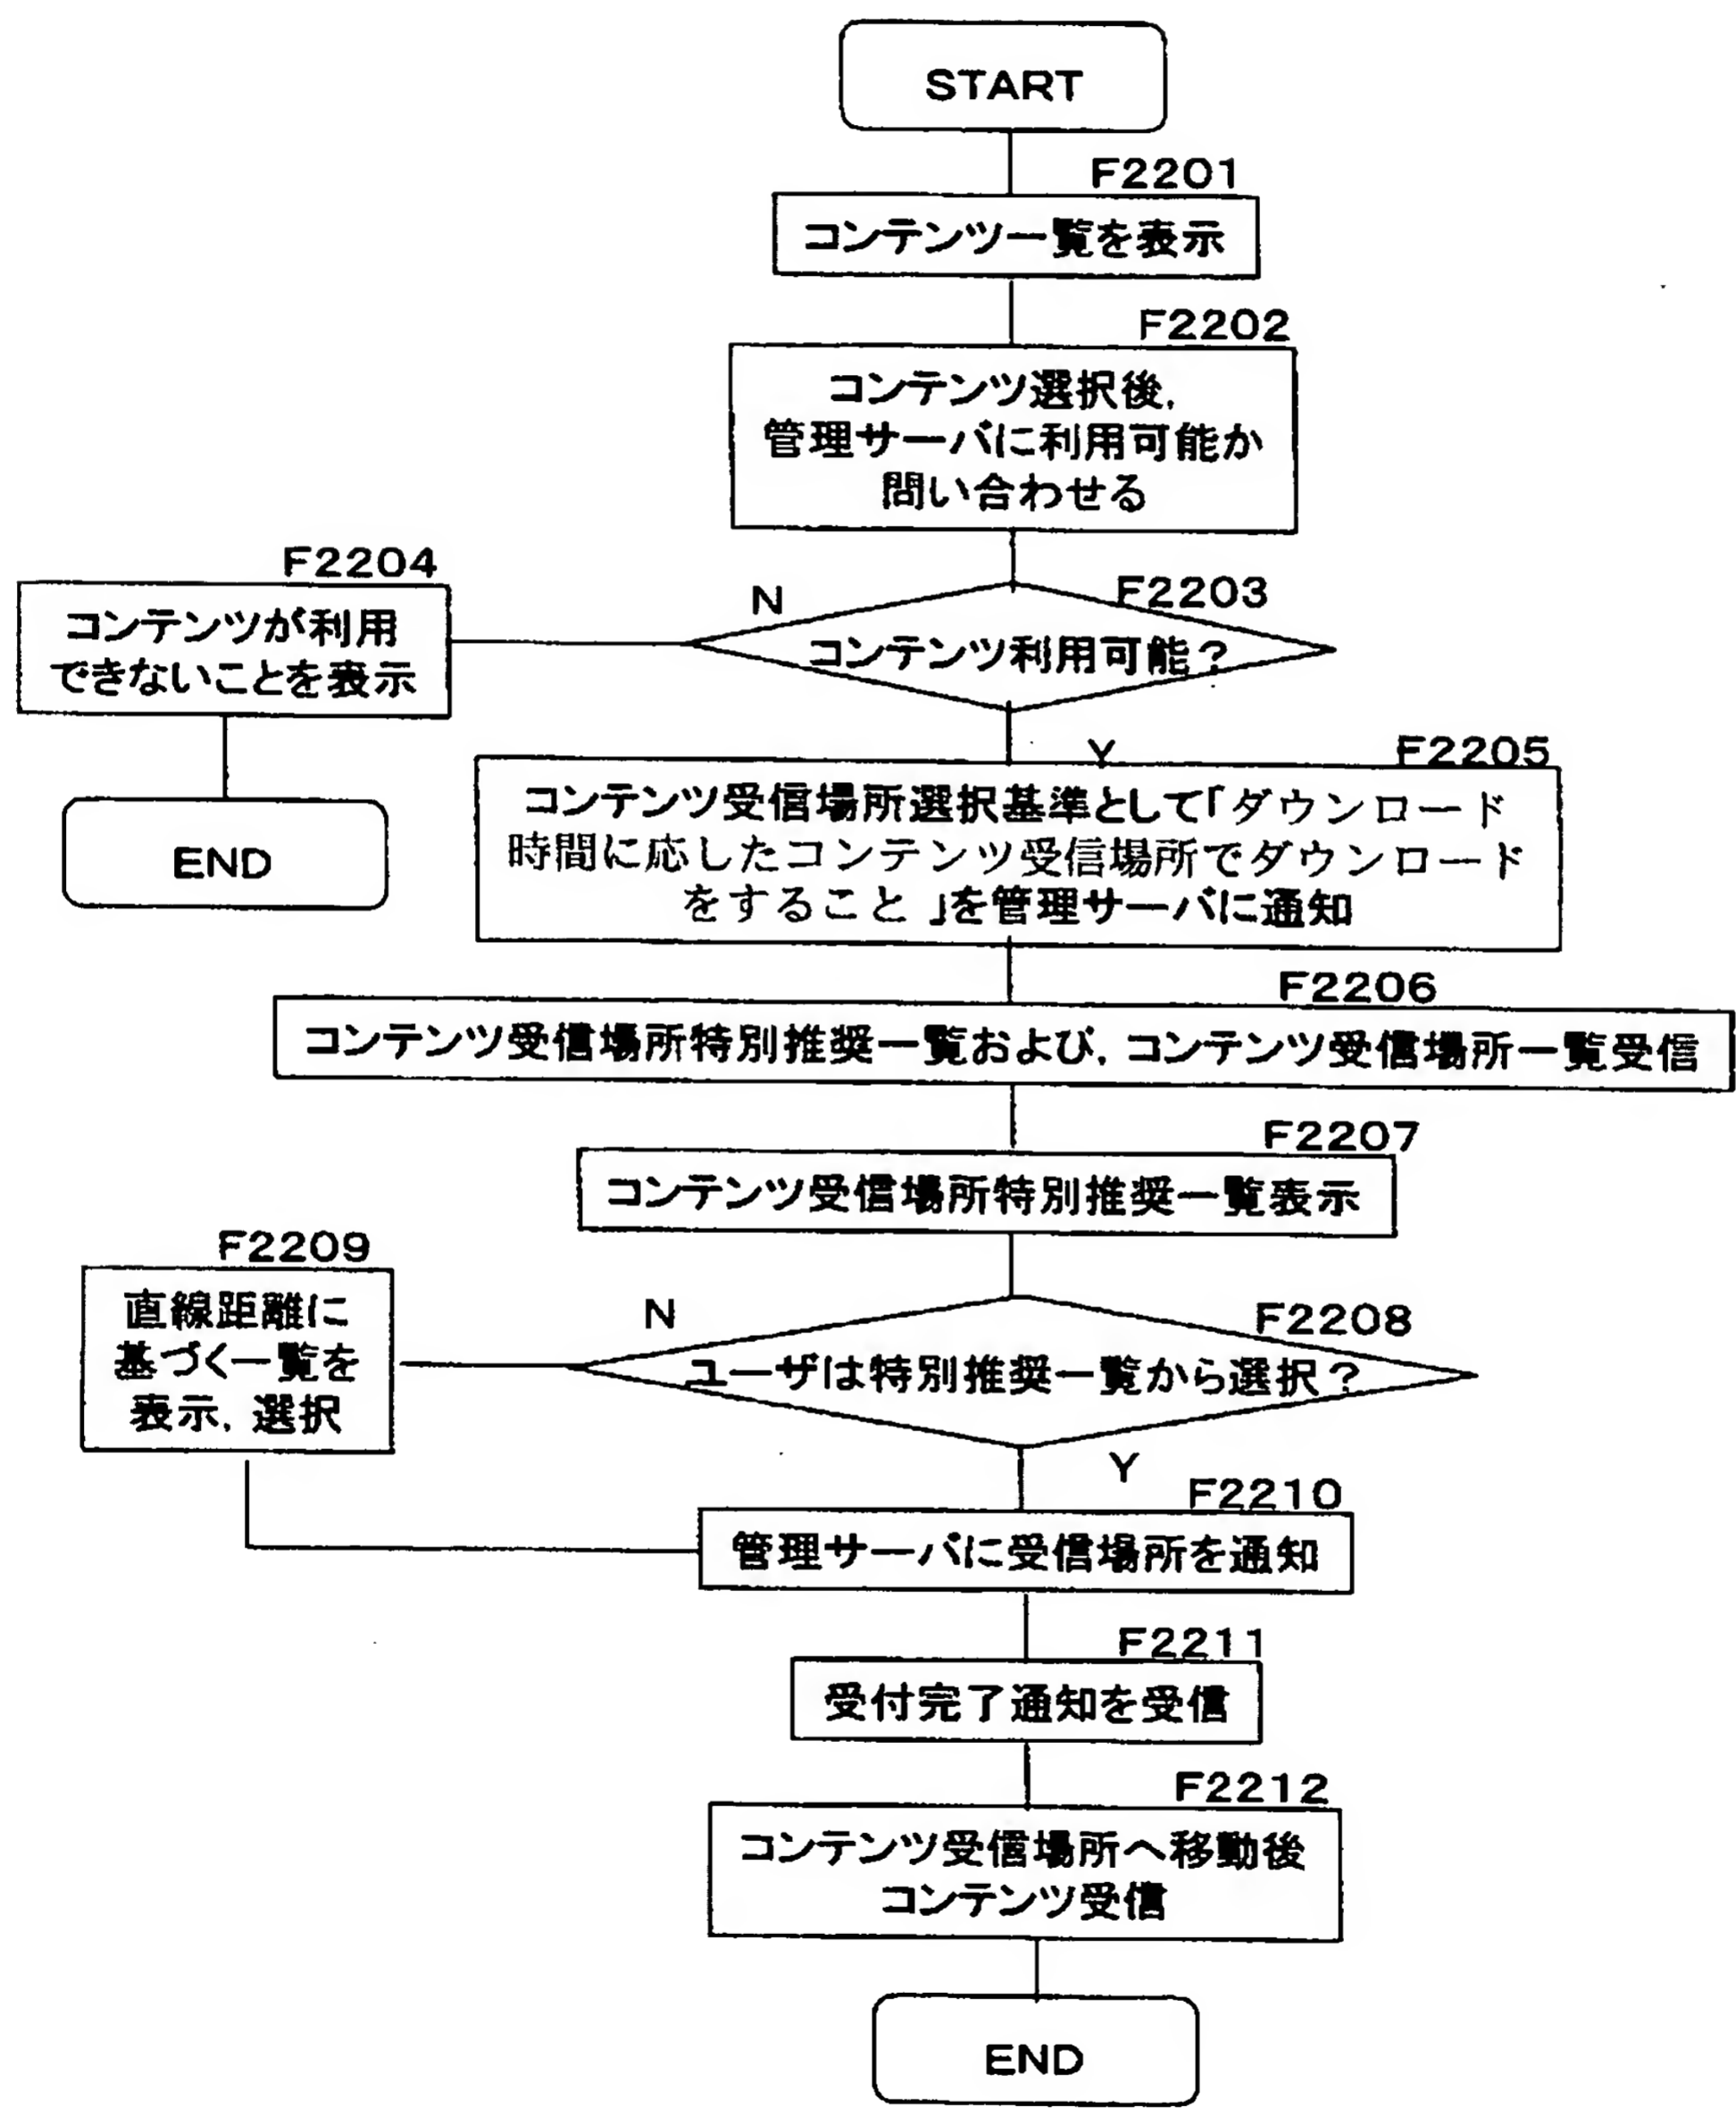 START
F2201
コンテンツ一覧を表示
F2202
コンテンツ選択後,
管理サーバに利用可能か
問い合わせる
F2203
コンテンツ利用可能?
N
F2204
コンテンツが利用
できないことを表示
END
Y
F2205
コンテンツ受信場所選択基準として「ダウンロード
時間に応したコンテンツ受信場所でダウンロード
をすること」を管理サーバに通知
F2206
コンテンツ受信場所特別推奨一覧および, コンテンツ受信場所一覧受信
F2207
コンテンツ受信場所特別推奨一覧表示
F2208
ユーザは特別推奨一覧から選択?
N
F2209
直線距離に
基づく一覧を
表示, 選択
Y
F2210
管理サーバに受信場所を通知
F2211
受付完了通知を受信
F2212
コンテンツ受信場所へ移動後
コンテンツ受信
END